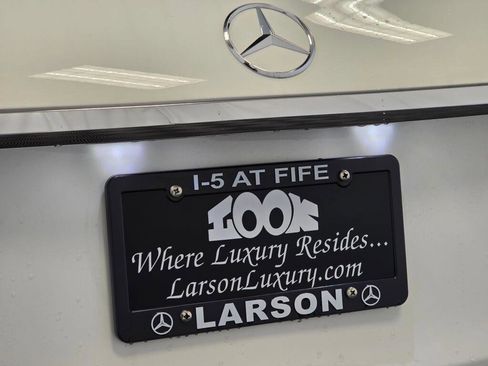 I-5 AT FIFE
LOOK
Where Luxury Resides...
LarsonLuxury.com
LARSON